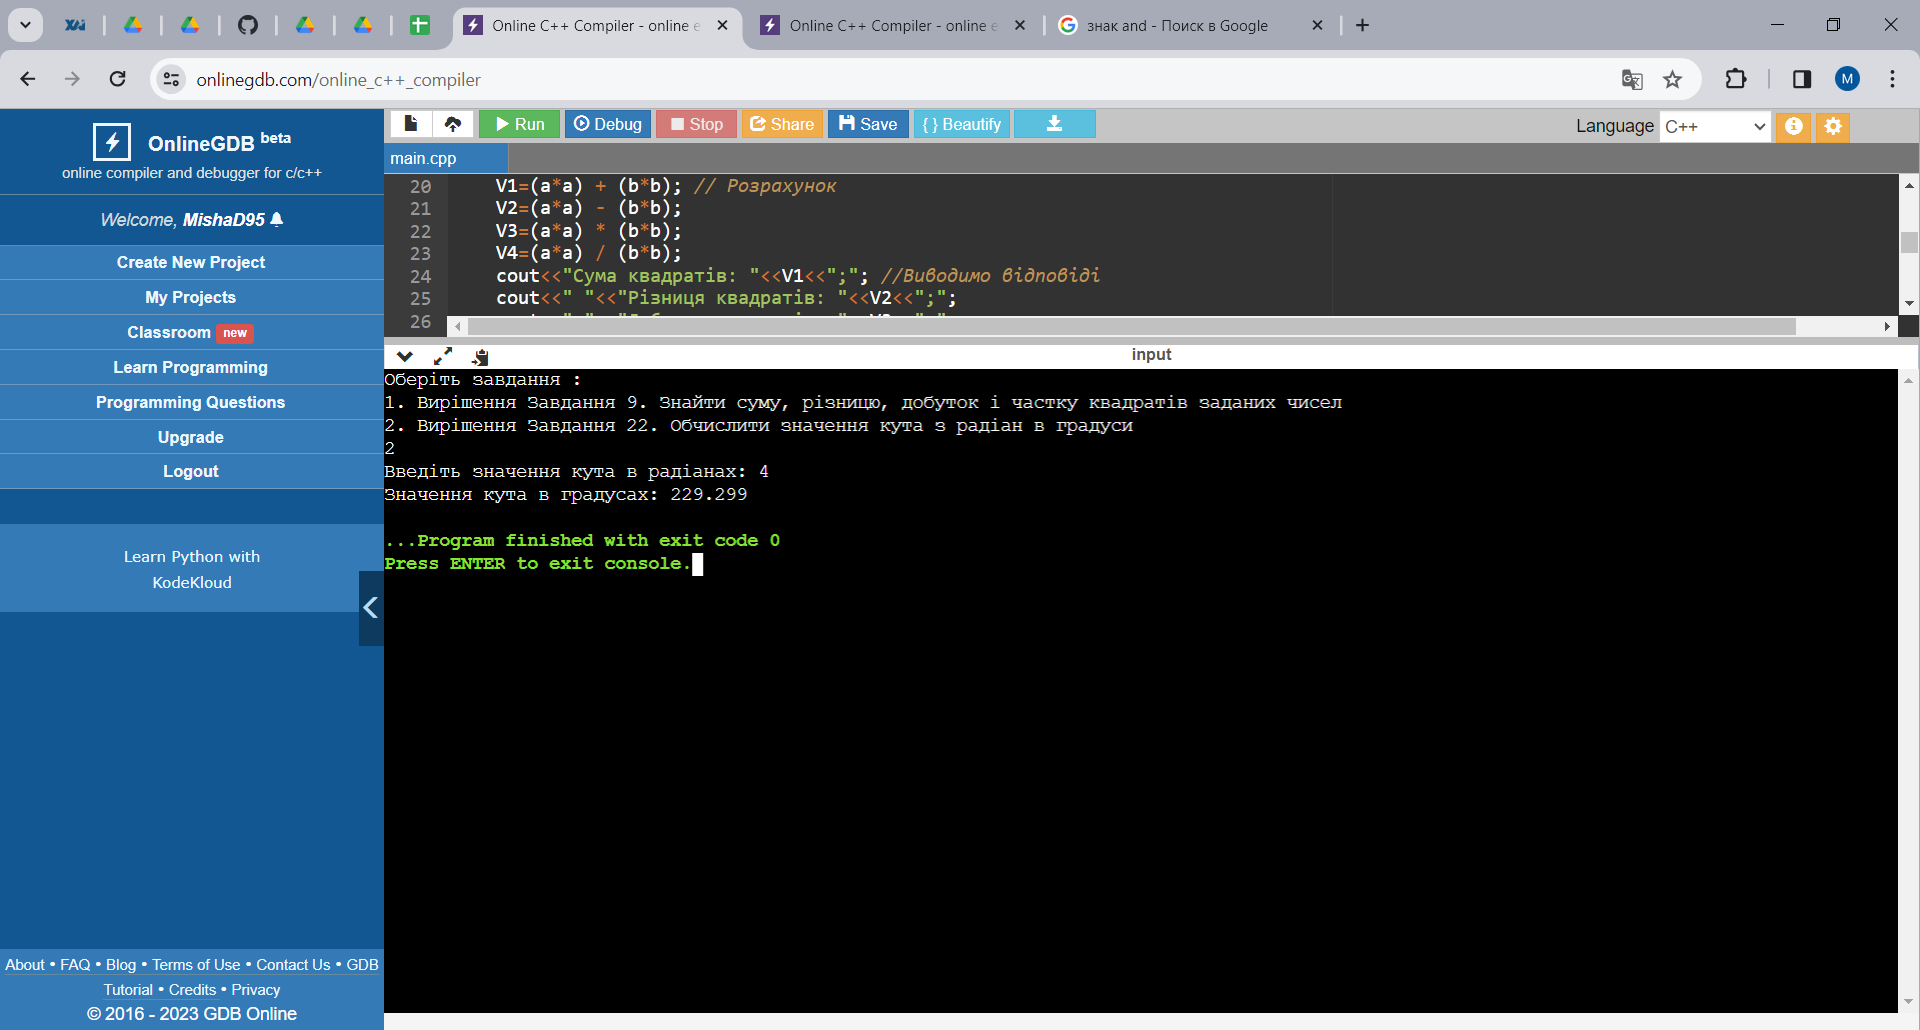 Online C++ Compiler - online e
Online C++ Compiler - online e
знак and - Поиск в Google
onlinegdb.com/online_c++_compiler
M
OnlineGDB beta
online compiler and debugger for c/c++
Welcome, MishaD95
Create New Project
My Projects
Classroom new
Learn Programming
Programming Questions
Upgrade
Logout
Learn Python with
KodeKloud
About • FAQ • Blog • Terms of Use • Contact Us • GDB
Tutorial • Credits • Privacy
© 2016 - 2023 GDB Online
Run Debug Stop Share Save { } Beautify
Language C++
main.cpp
20 V1=(a*a) + (b*b); // Розрахунок
21 V2=(a*a) - (b*b);
22 V3=(a*a) * (b*b);
23 V4=(a*a) / (b*b);
24 cout<<"Сума квадратів: "<<V1<<";"; //Виводимо відповіді
25 cout<<" "<<"Різниця квадратів: "<<V2<<";";
26
input
Оберіть завдання :
1. Вирішення Завдання 9. Знайти суму, різницю, добуток і частку квадратів заданих чисел
2. Вирішення Завдання 22. Обчислити значення кута з радіан в градуси
2
Введіть значення кута в радіанах: 4
Значення кута в градусах: 229.299
...Program finished with exit code 0
Press ENTER to exit console.